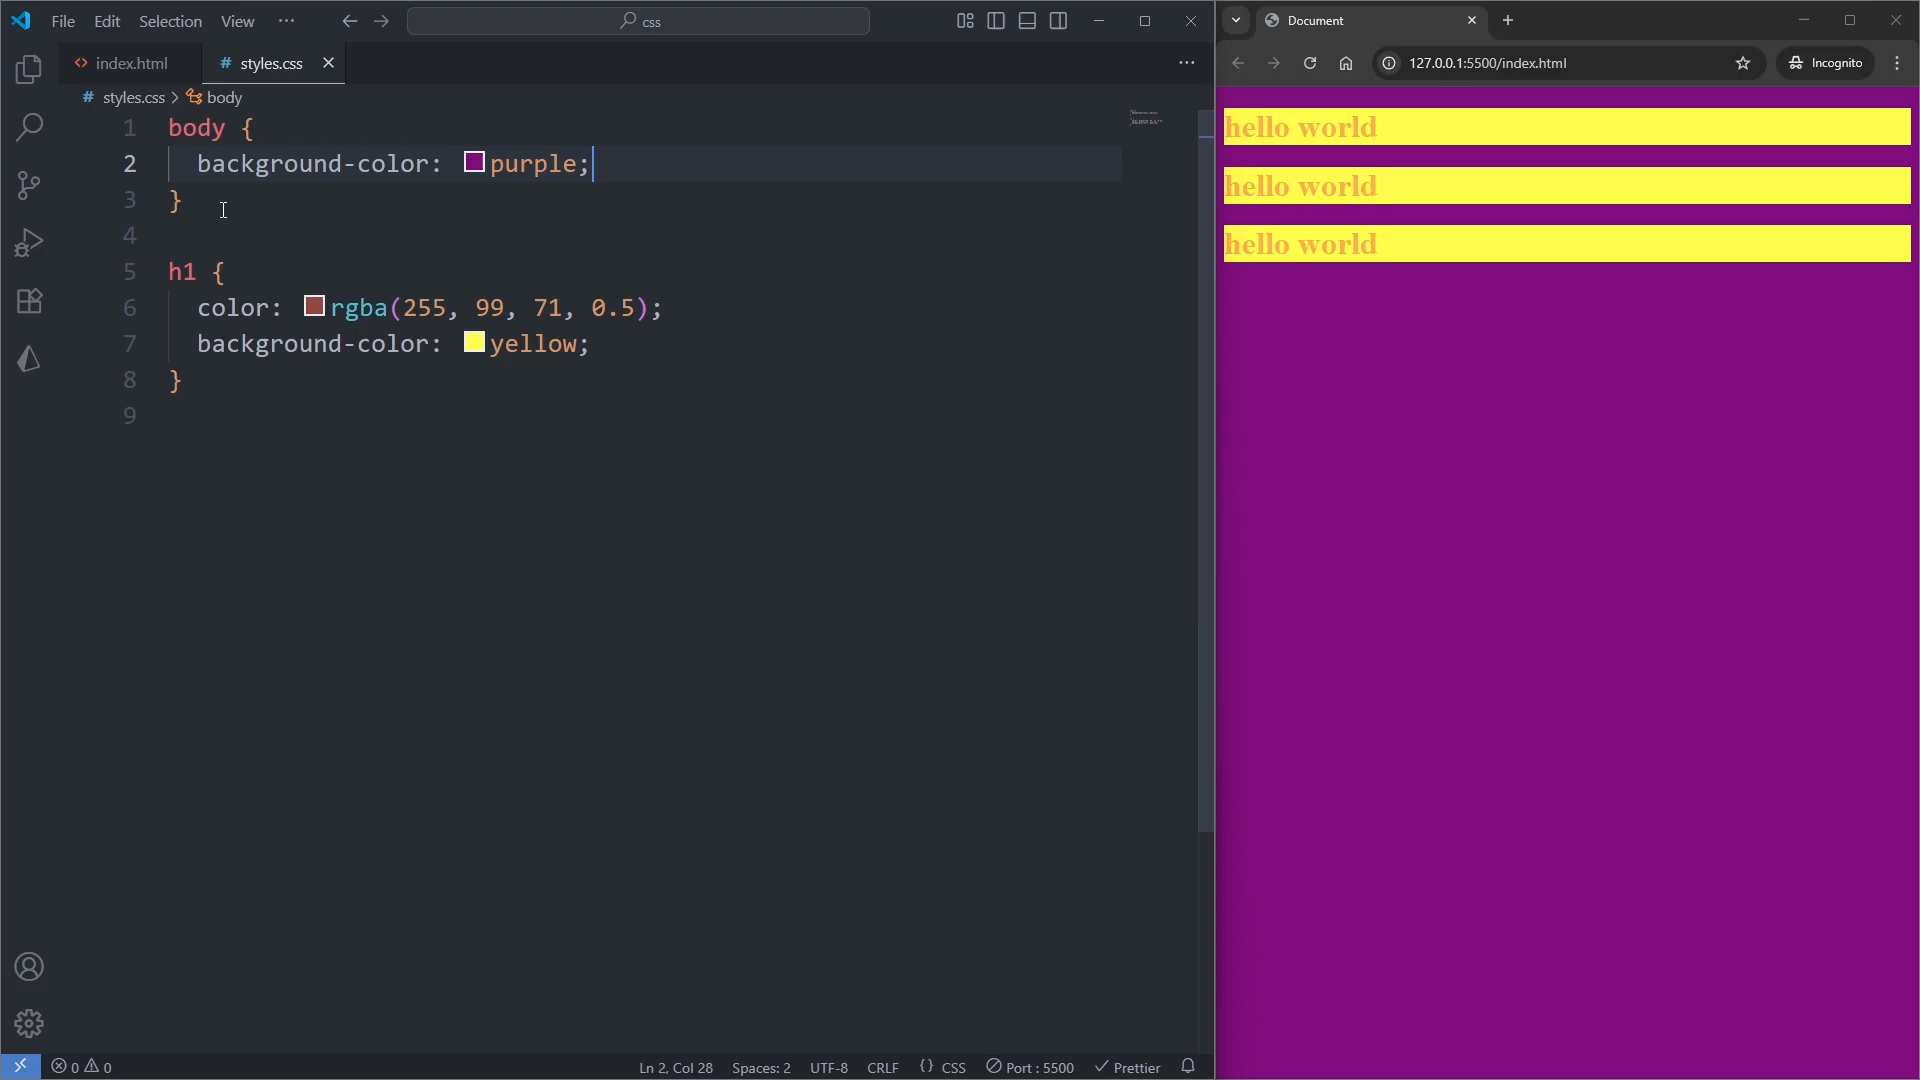 File Edit Selection View ··· css
index.html # styles.css
# styles.css > body
1 body {
2 background-color: purple;
3 }
4
5 h1 {
6 color: rgba(255, 99, 71, 0.5);
7 background-color: yellow;
8 }
9
0 0 Ln 2, Col 28 Spaces: 2 UTF-8 CRLF {} CSS Port : 5500 Prettier
Document
127.0.0.1:5500/index.html Incognito
hello world
hello world
hello world